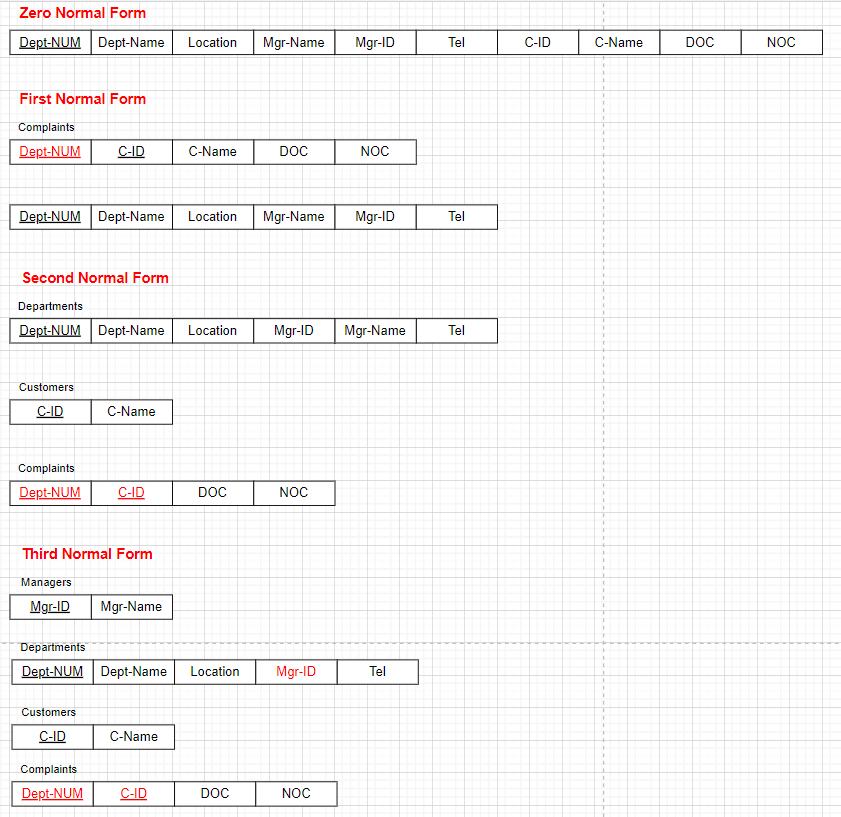 Zero Normal Form
Dept-NUM Dept-Name Location Mgr-Name Mgr-ID Tel C-ID C-Name DOC NOC
First Normal Form
Complaints
Dept-NUM C-ID C-Name DOC NOC
Dept-NUM Dept-Name Location Mgr-Name Mgr-ID Tel
Second Normal Form
Departments
Dept-NUM Dept-Name Location Mgr-ID Mgr-Name Tel
Customers
C-ID C-Name
Complaints
Dept-NUM C-ID DOC NOC
Third Normal Form
Managers
Mgr-ID Mgr-Name
Departments
Dept-NUM Dept-Name Location Mgr-ID Tel
Customers
C-ID C-Name
Complaints
Dept-NUM C-ID DOC NOC